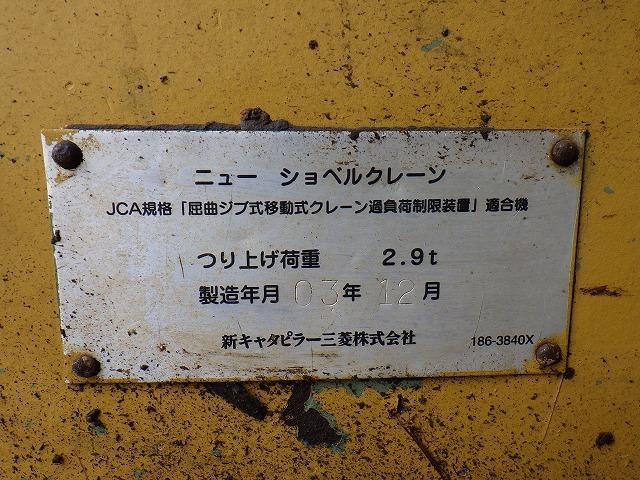 ニュー ショベルクレーン
JCA規格「屈曲ジブ式移動式クレーン過負荷制限装置」適合機
つり上げ荷重 2.9t
製造年月 03年 12月
新キャタピラー三菱株式会社 186-3840X